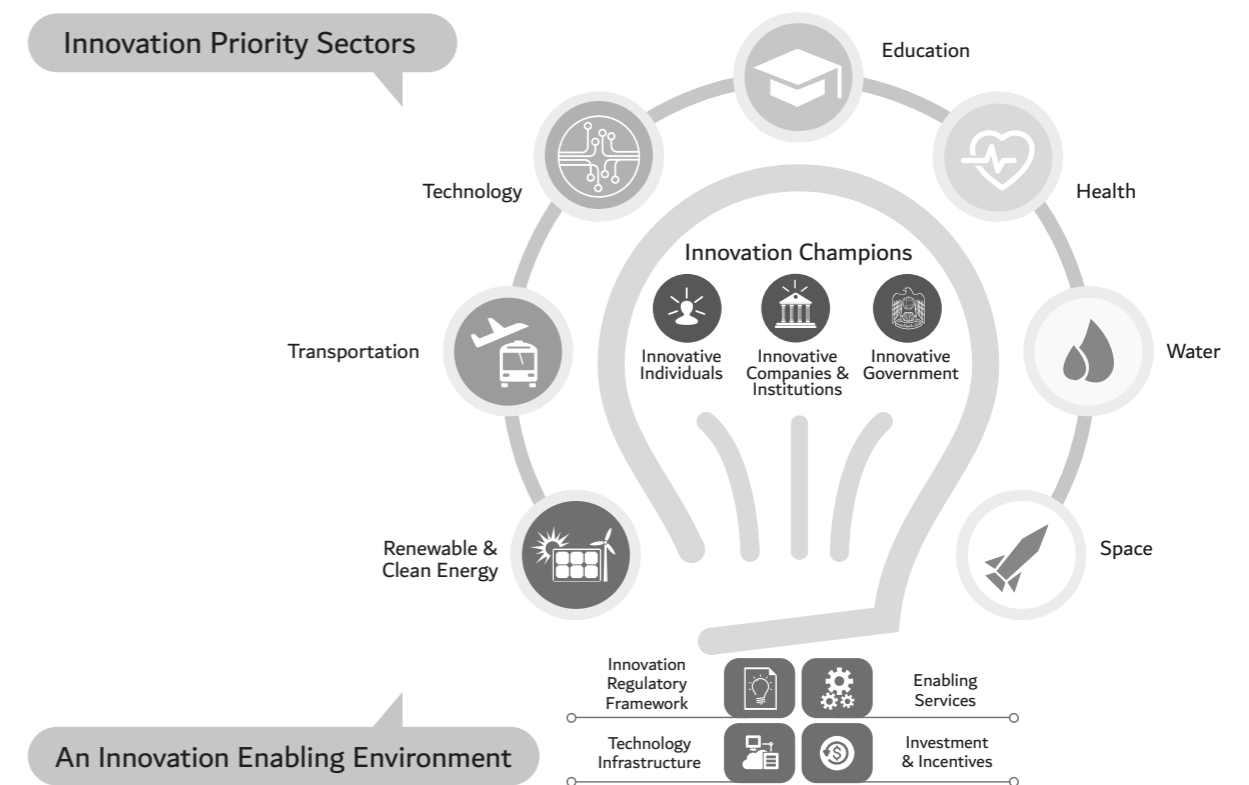 Innovation Priority Sectors
Education
Technology
Health
Innovation Champions
Innovative
Individuals
Innovative
Companies &
Institutions
Innovative
Government
Transportation
Water
Renewable &
Clean Energy
Space
Innovation
Regulatory
Framework
Enabling
Services
An Innovation Enabling Environment
Technology
Infrastructure
Investment
& Incentives